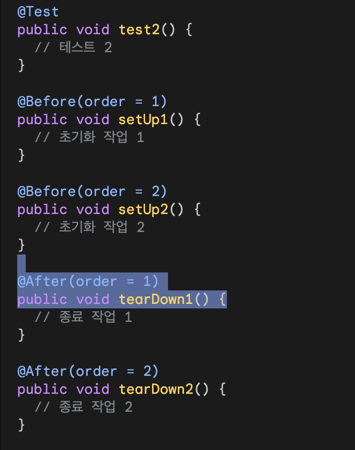 @Test
public void test2() {
  // 테스트 2
}

@Before(order = 1)
public void setUp1() {
  // 초기화 작업 1
}

@Before(order = 2)
public void setUp2() {
  // 초기화 작업 2
}

@After(order = 1)
public void tearDown1() {
  // 종료 작업 1
}

@After(order = 2)
public void tearDown2() {
  // 종료 작업 2
}